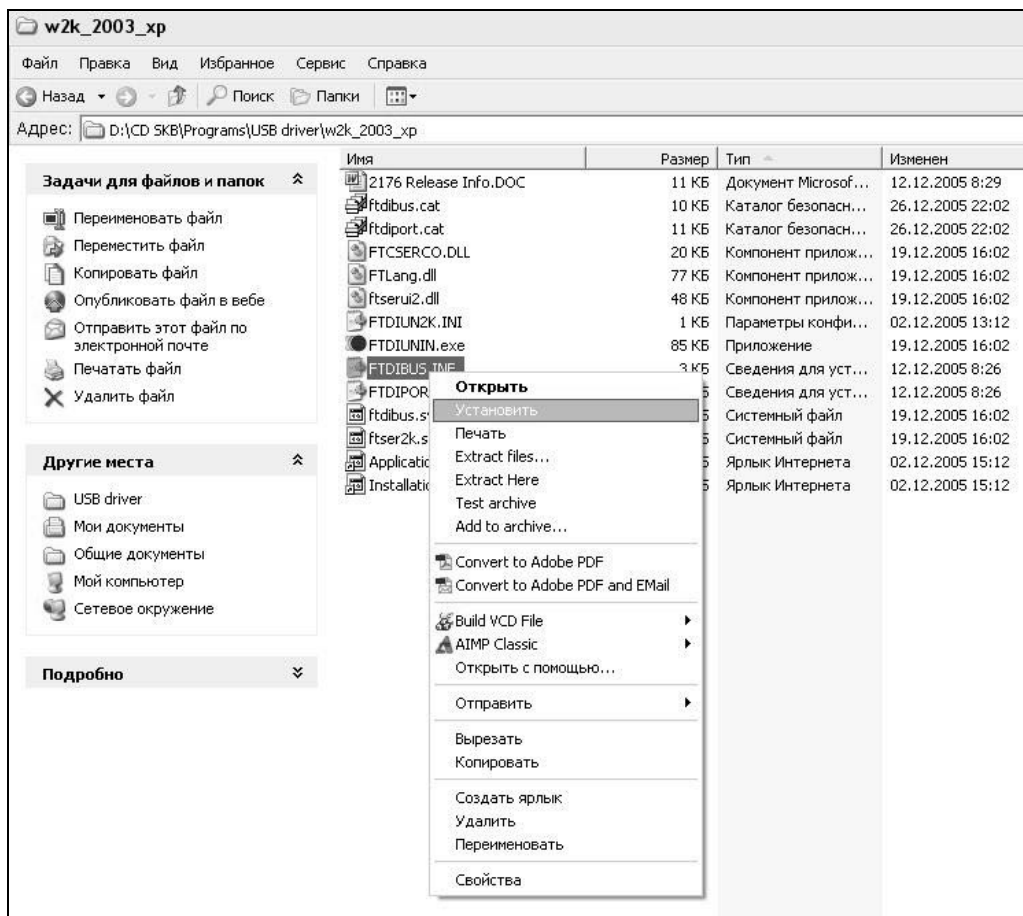 w2k_2003_xp
Файл Правка Вид Избранное Сервис Справка
Назад Поиск Папки
Адрес: D:\CD SKB\Programs\USB driver\w2k_2003_xp
Задачи для файлов и папок
Переименовать файл
Переместить файл
Копировать файл
Опубликовать файл в вебе
Отправить этот файл по
электронной почте
Печатать файл
Удалить файл
Другие места
USB driver
Мои документы
Общие документы
Мой компьютер
Сетевое окружение
Подробно
Имя Размер Тип Изменен
2176 Release Info.DOC 11 КБ Документ Microsof... 12.12.2005 8:29
ftdibus.cat 10 КБ Каталог безопасн... 26.12.2005 22:02
ftdiport.cat 11 КБ Каталог безопасн... 26.12.2005 22:02
FTCSERCO.DLL 20 КБ Компонент прилож... 19.12.2005 16:02
FTLang.dll 77 КБ Компонент прилож... 19.12.2005 16:02
ftserui2.dll 48 КБ Компонент прилож... 19.12.2005 16:02
FTDIUN2K.INI 1 КБ Параметры конфи... 02.12.2005 13:12
FTDIUNIN.exe 85 КБ Приложение 19.12.2005 16:02
FTDIBUS.INF 3 КБ Сведения для уст... 12.12.2005 8:26
FTDIPOR Сведения для уст... 12.12.2005 8:26
ftdibus.s Системный файл 19.12.2005 16:02
ftser2k.s Системный файл 19.12.2005 16:02
Applicatio Ярлык Интернета 02.12.2005 15:12
Installatio Ярлык Интернета 02.12.2005 15:12
Открыть
Установить
Печать
Extract files...
Extract Here
Test archive
Add to archive...
Convert to Adobe PDF
Convert to Adobe PDF and EMail
Build VCD File
AIMP Classic
Открыть с помощью...
Отправить
Вырезать
Копировать
Создать ярлык
Удалить
Переименовать
Свойства